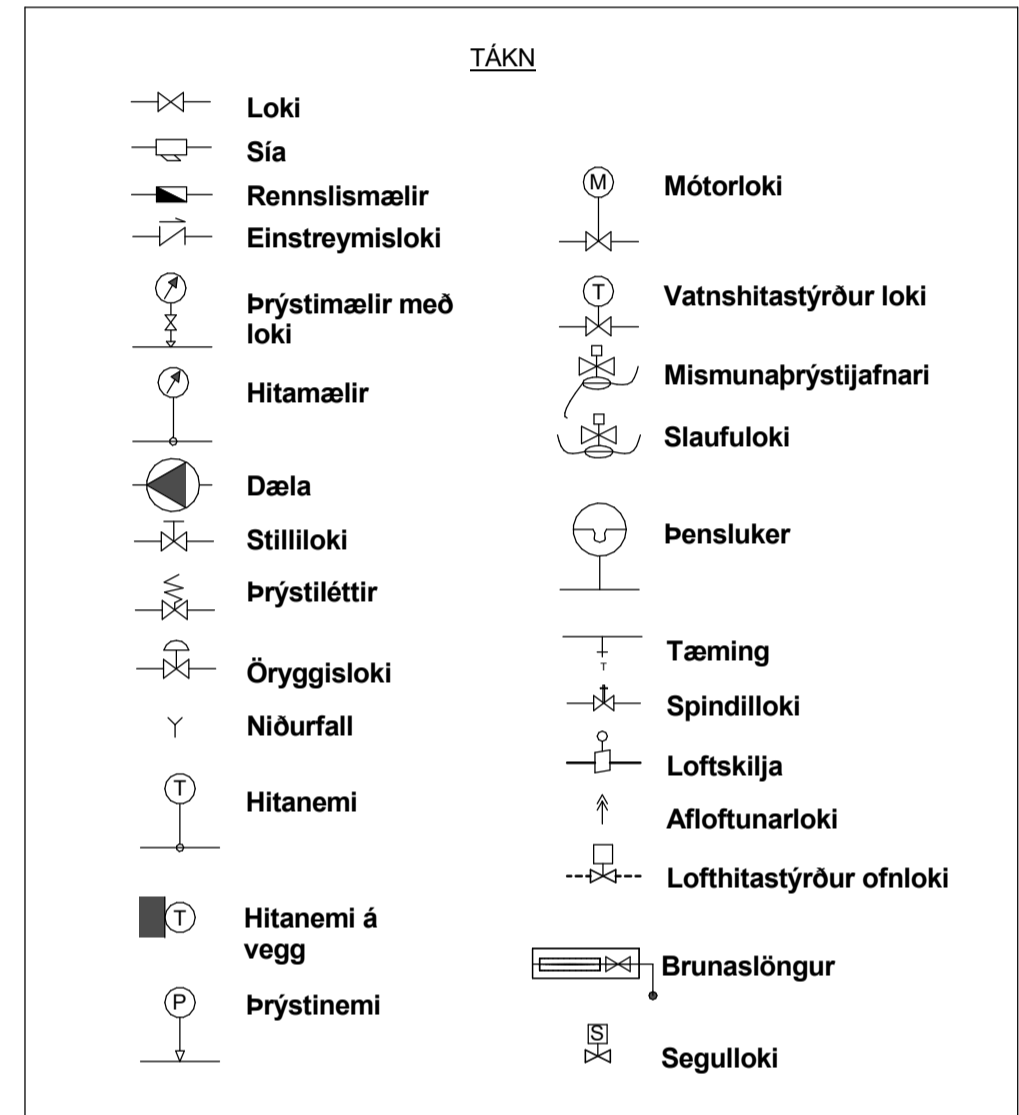 TÁKN
Loki
Sía
Rennslismælir
Einstreymisloki
Þrýstimælir með
loki
Hitamælir
Dæla
Stilliloki
Þrýstiléttir
Öryggisloki
Niðurfall
T
Hitanemi
T
Hitanemi á
vegg
P
Þrýstinemi
M
Mótorloki
T
Vatnshitastýrður loki
Mismunaþrýstijafnari
Slaufuloki
Þensluker
T
Tæming
Spindilloki
Loftskilja
Afloftunarloki
Lofthitastýrður ofnloki
Brunaslöngur
S
Segulloki